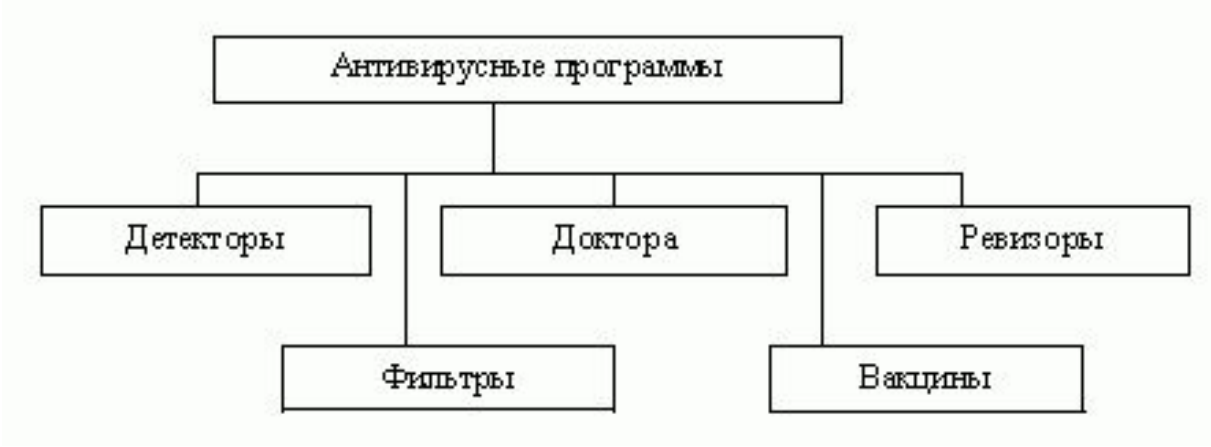 Антивирусные программы
Детекторы
Доктора
Ревизоры
Фильтры
Вакцины